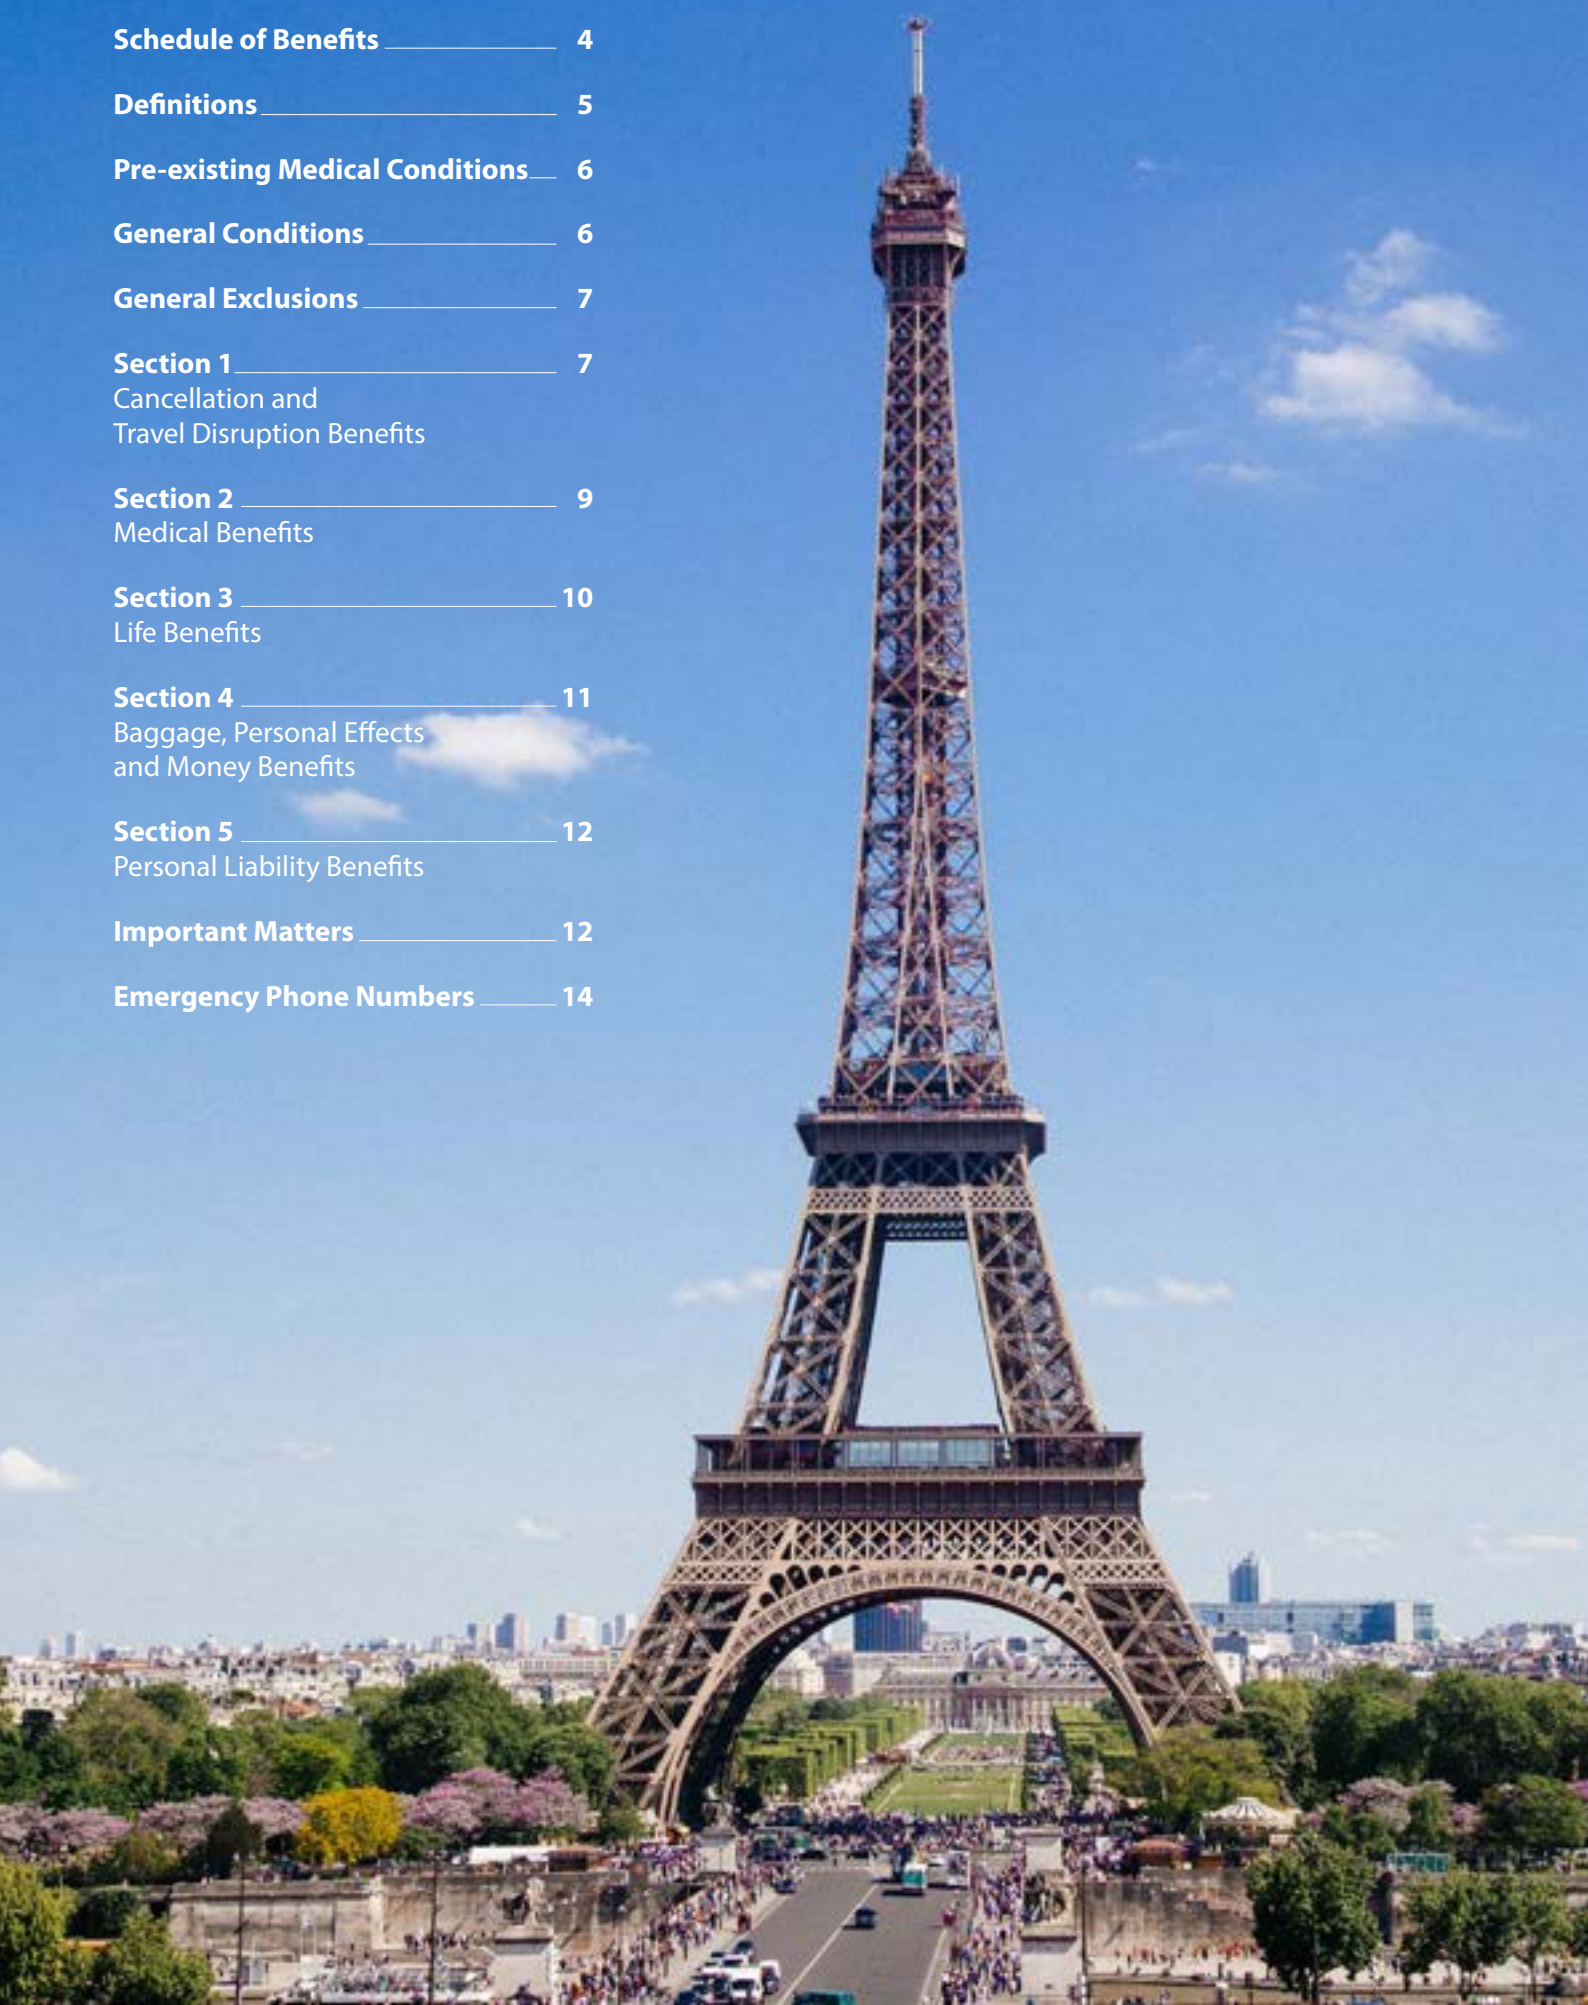 Schedule of Benefits 4
Definitions 5
Pre-existing Medical Conditions 6
General Conditions 6
General Exclusions 7
Section 1 7
Cancellation and
Travel Disruption Benefits
Section 2 9
Medical Benefits
Section 3 10
Life Benefits
Section 4 11
Baggage, Personal Effects
and Money Benefits
Section 5 12
Personal Liability Benefits
Important Matters 12
Emergency Phone Numbers 14